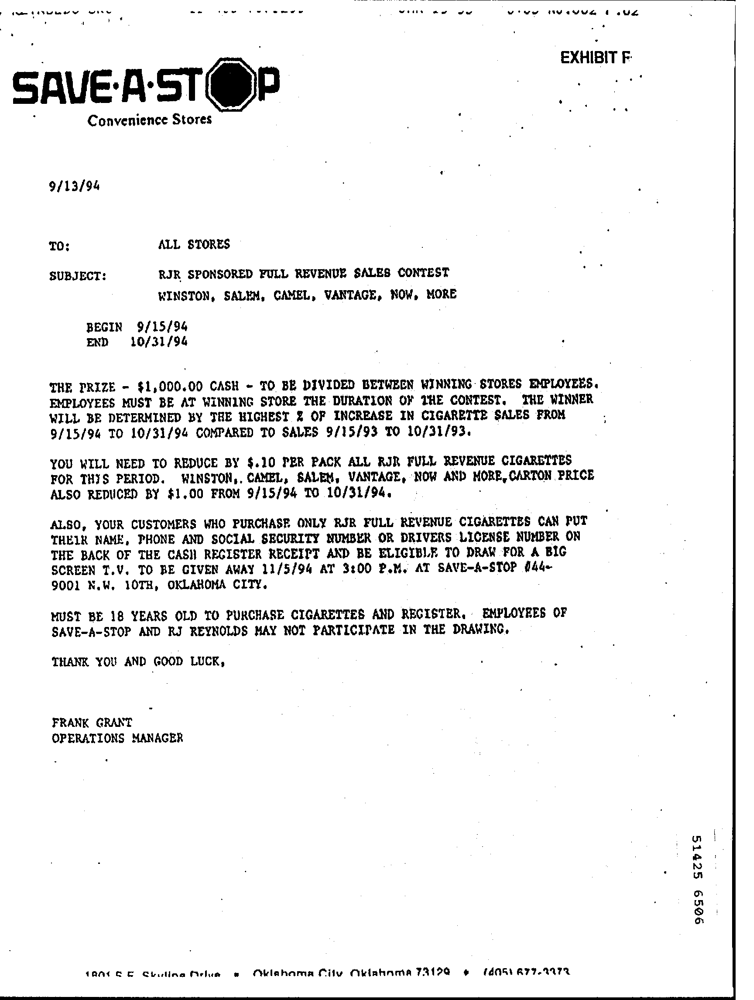 EXHIBIT F
SAVE·A·STOP
Convenience Stores
9/13/94
TO: ALL STORES
SUBJECT: RJR SPONSORED FULL REVENUE SALES CONTEST
WINSTON, SALEM, CAMEL, VANTAGE, NOW, MORE
BEGIN 9/15/94
END 10/31/94
THE PRIZE - $1,000.00 CASH - TO BE DIVIDED BETWEEN WINNING STORES EMPLOYEES.
EMPLOYEES MUST BE AT WINNING STORE THE DURATION OF THE CONTEST. THE WINNER
WILL BE DETERMINED BY THE HIGHEST % OF INCREASE IN CIGARETTE SALES FROM
9/15/94 TO 10/31/94 COMPARED TO SALES 9/15/93 TO 10/31/93.
YOU WILL NEED TO REDUCE BY $.10 PER PACK ALL RJR FULL REVENUE CIGARETTES
FOR THIS PERIOD. WINSTON, CAMEL, SALEM, VANTAGE, NOW AND MORE, CARTON PRICE
ALSO REDUCED BY $1.00 FROM 9/15/94 TO 10/31/94.
ALSO, YOUR CUSTOMERS WHO PURCHASE ONLY RJR FULL REVENUE CIGARETTES CAN PUT
THEIR NAME, PHONE AND SOCIAL SECURITY NUMBER OR DRIVERS LICENSE NUMBER ON
THE BACK OF THE CASH REGISTER RECEIPT AND BE ELIGIBLE TO DRAW FOR A BIG
SCREEN T.V. TO BE GIVEN AWAY 11/5/94 AT 3:00 P.M. AT SAVE-A-STOP #44-
9001 N.W. 10TH, OKLAHOMA CITY.
MUST BE 18 YEARS OLD TO PURCHASE CIGARETTES AND REGISTER. EMPLOYEES OF
SAVE-A-STOP AND RJ REYNOLDS MAY NOT PARTICIPATE IN THE DRAWING.
THANK YOU AND GOOD LUCK,
FRANK GRANT
OPERATIONS MANAGER
51425 6506
1801 S.E. Skyline Drive • Oklahoma City, Oklahoma 73129 • (405) 677-3373